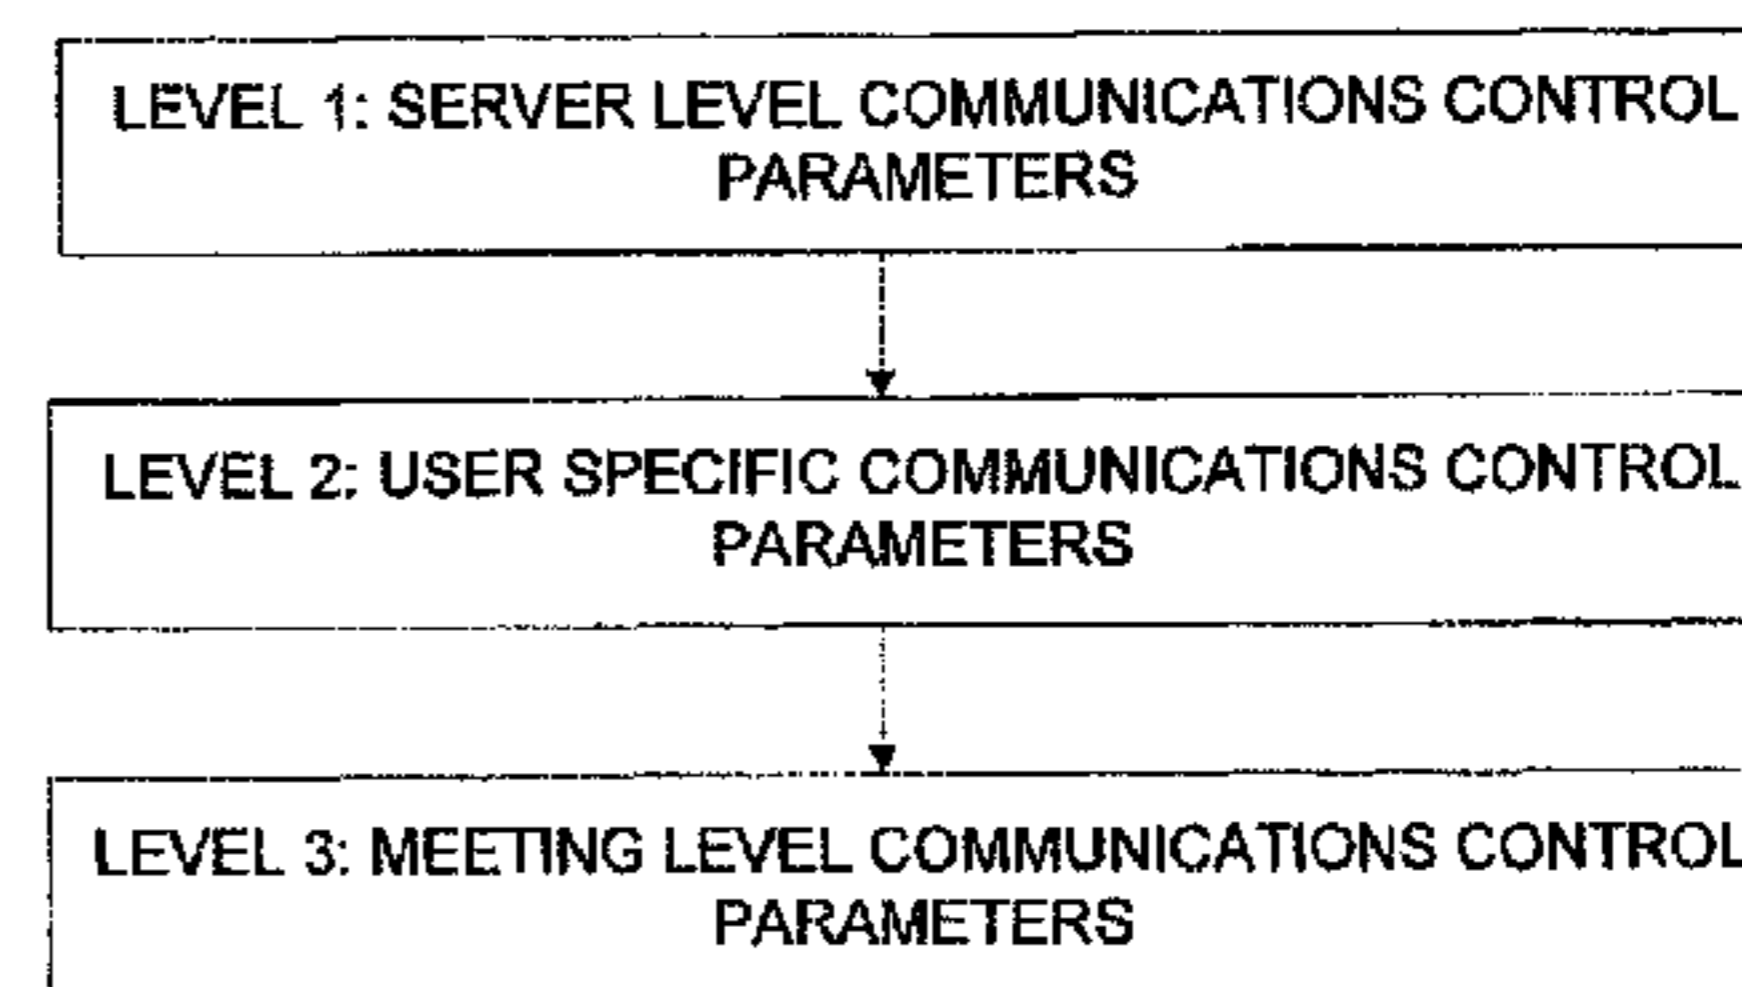 LEVEL 1: SERVER LEVEL COMMUNICATIONS CONTROL
PARAMETERS
LEVEL 2: USER SPECIFIC COMMUNICATIONS CONTROL
PARAMETERS
LEVEL 3: MEETING LEVEL COMMUNICATIONS CONTROL
PARAMETERS